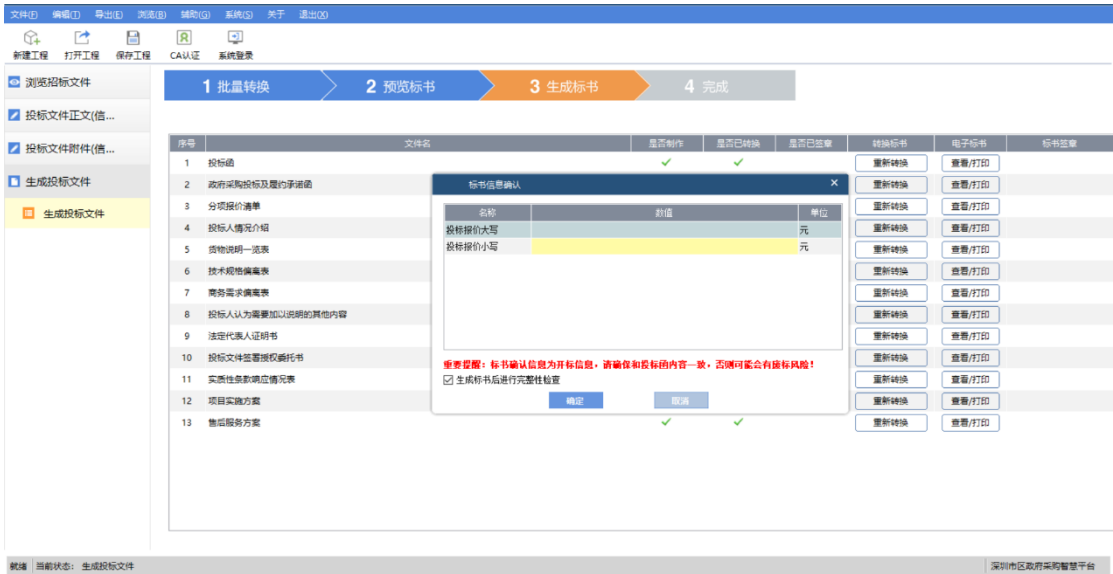 文件(F) 编辑(T) 导出(E) 浏览(B) 辅助(G) 系统(S) 关于 退出(X)
新建工程 打开工程 保存工程 CA认证 系统登录
浏览招标文件
投标文件正文(信...
投标文件附件(信...
生成投标文件
生成投标文件
1 批量转换 2 预览标书 3 生成标书 4 完成
序号 文件名 是否制作 是否已转换 是否已签章 转换标书 电子标书 标书签章
1 投标函 重新转换 查看/打印
2 政府采购投标及履约承诺函 重新转换 查看/打印
3 分项报价清单 重新转换 查看/打印
4 投标人情况介绍 重新转换 查看/打印
5 货物说明一览表 重新转换 查看/打印
6 技术规格偏离表 重新转换 查看/打印
7 商务需求偏离表 重新转换 查看/打印
8 投标人认为需要加以说明的其他内容 重新转换 查看/打印
9 法定代表人证明书 重新转换 查看/打印
10 投标文件签署授权委托书 重新转换 查看/打印
11 实质性条款响应情况表 重新转换 查看/打印
12 项目实施方案 重新转换 查看/打印
13 售后服务方案 重新转换 查看/打印
标书信息确认
名称 数值 单位
投标报价大写 元
投标报价小写 元
重要提醒：标书确认信息为开标信息，请确保和投标函内容一致，否则可能会有废标风险！
生成标书后进行完整性检查
确定 取消
就绪 当前状态： 生成投标文件 深圳市区政府采购智慧平台